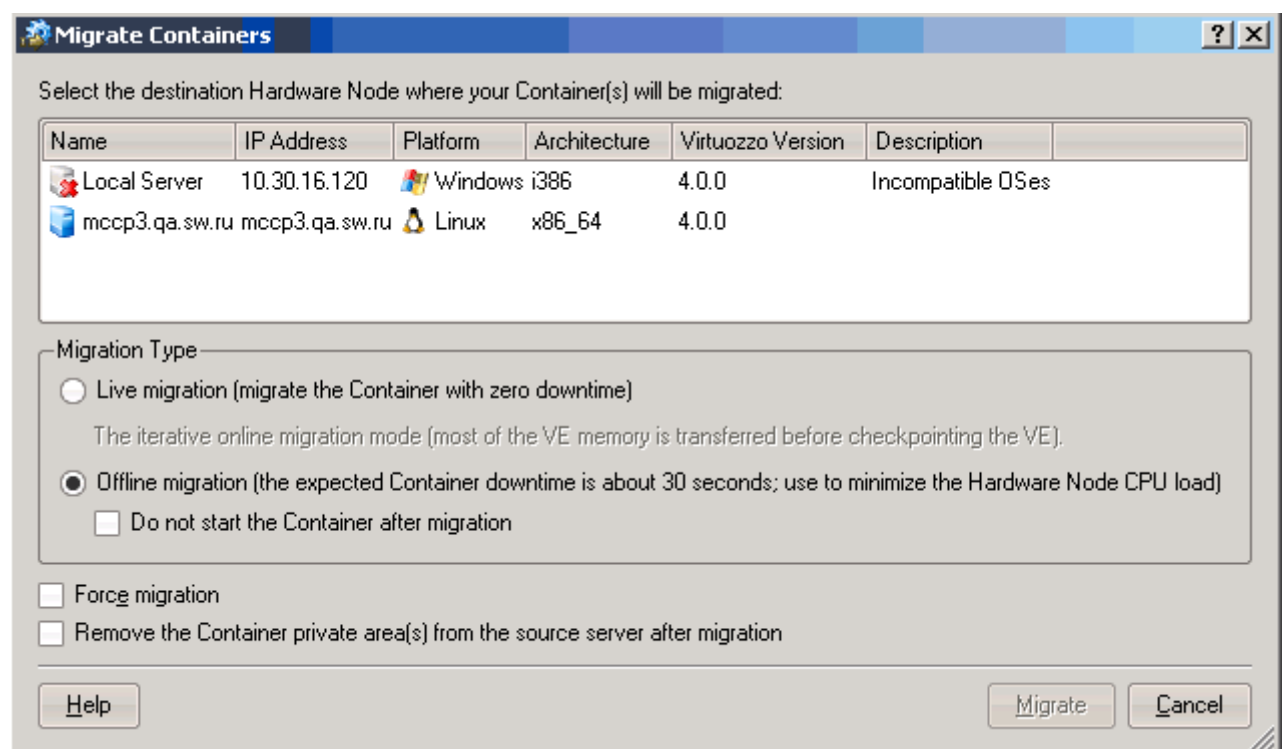 Migrate Containers
Select the destination Hardware Node where your Container(s) will be migrated:
Name IP Address Platform Architecture Virtuozzo Version Description
Local Server 10.30.16.120 Windows i386 4.0.0 Incompatible OSes
mccp3.qa.sw.ru mccp3.qa.sw.ru Linux x86_64 4.0.0
Migration Type
Live migration (migrate the Container with zero downtime)
The iterative online migration mode (most of the VE memory is transferred before checkpointing the VE).
Offline migration (the expected Container downtime is about 30 seconds; use to minimize the Hardware Node CPU load)
Do not start the Container after migration
Force migration
Remove the Container private area(s) from the source server after migration
Help Migrate Cancel